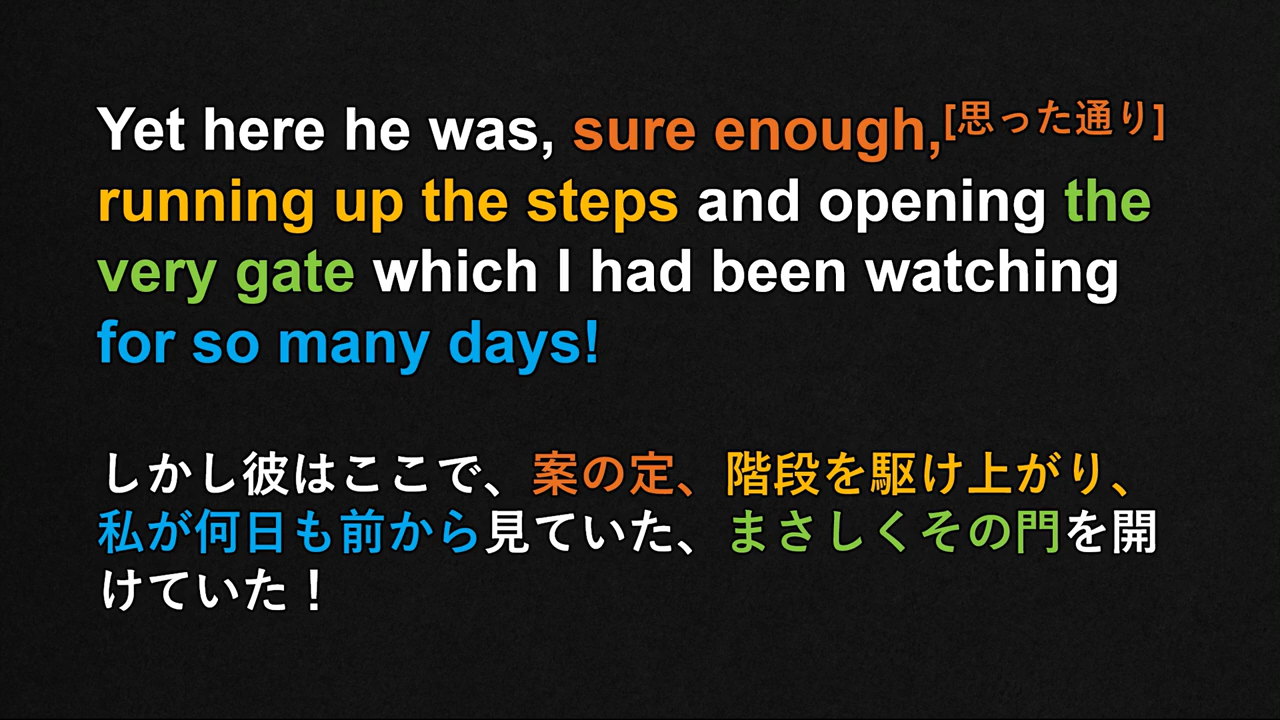 Yet here he was, sure enough,[思った通り]
running up the steps and opening the
very gate which I had been watching
for so many days!
しかし彼はここで、案の定、階段を駆け上がり、
私が何日も前から見ていた、まさしくその門を開
けていた！